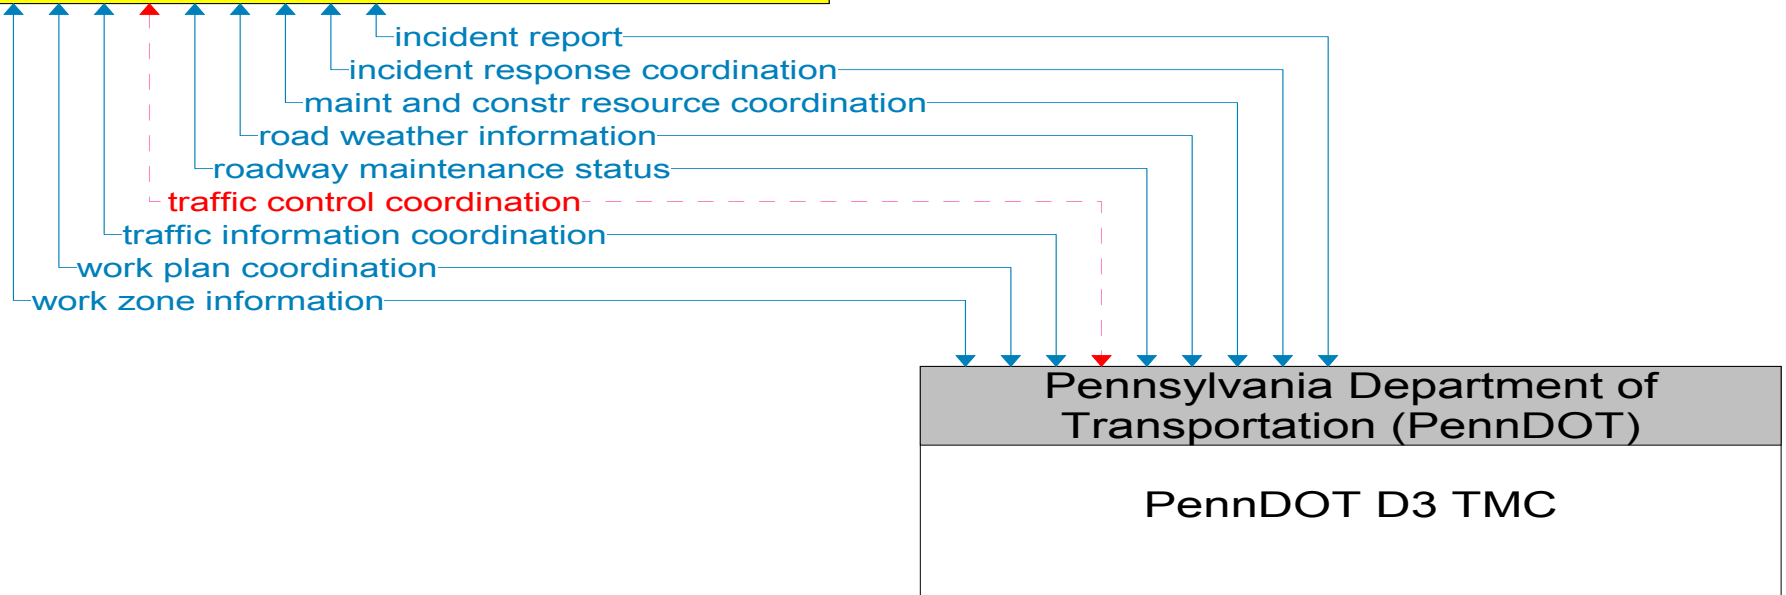 incident report
incident response coordination
maint and constr resource coordination
road weather information
roadway maintenance status
traffic control coordination
traffic information coordination
work plan coordination
work zone information
Pennsylvania Department of
Transportation (PennDOT)
PennDOT D3 TMC